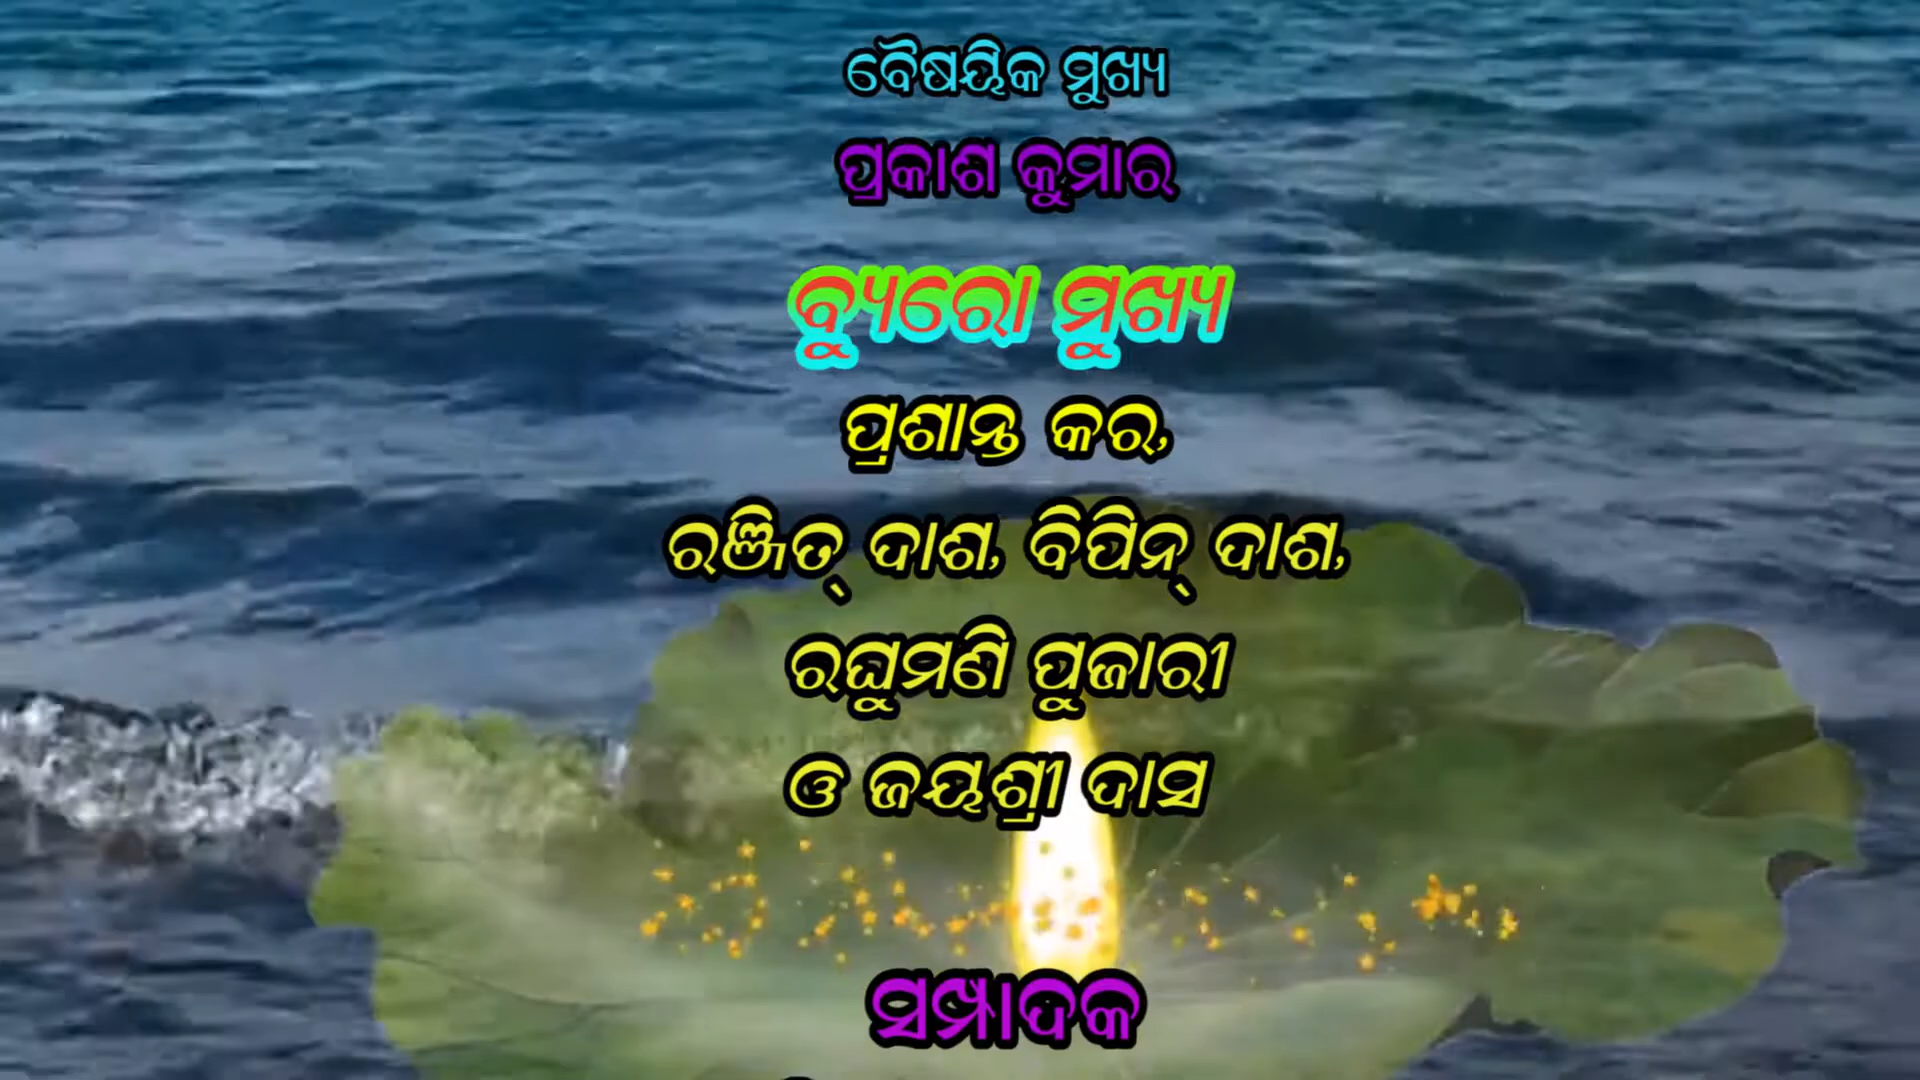 ବୈଷୟିକ ମୁଖ୍ୟ
ପ୍ରକାଶ କୁମାର
ବ୍ୟୁରୋ ମୁଖ୍ୟ
ପ୍ରଶାନ୍ତ କର,
ରଞ୍ଜିତ୍ ଦାଶ, ବିପିନ୍ ଦାଶ,
ରଘୁମଣି ପୁଜାରୀ
ଓ ଜୟଶ୍ରୀ ଦାସ
ସମ୍ପାଦକ